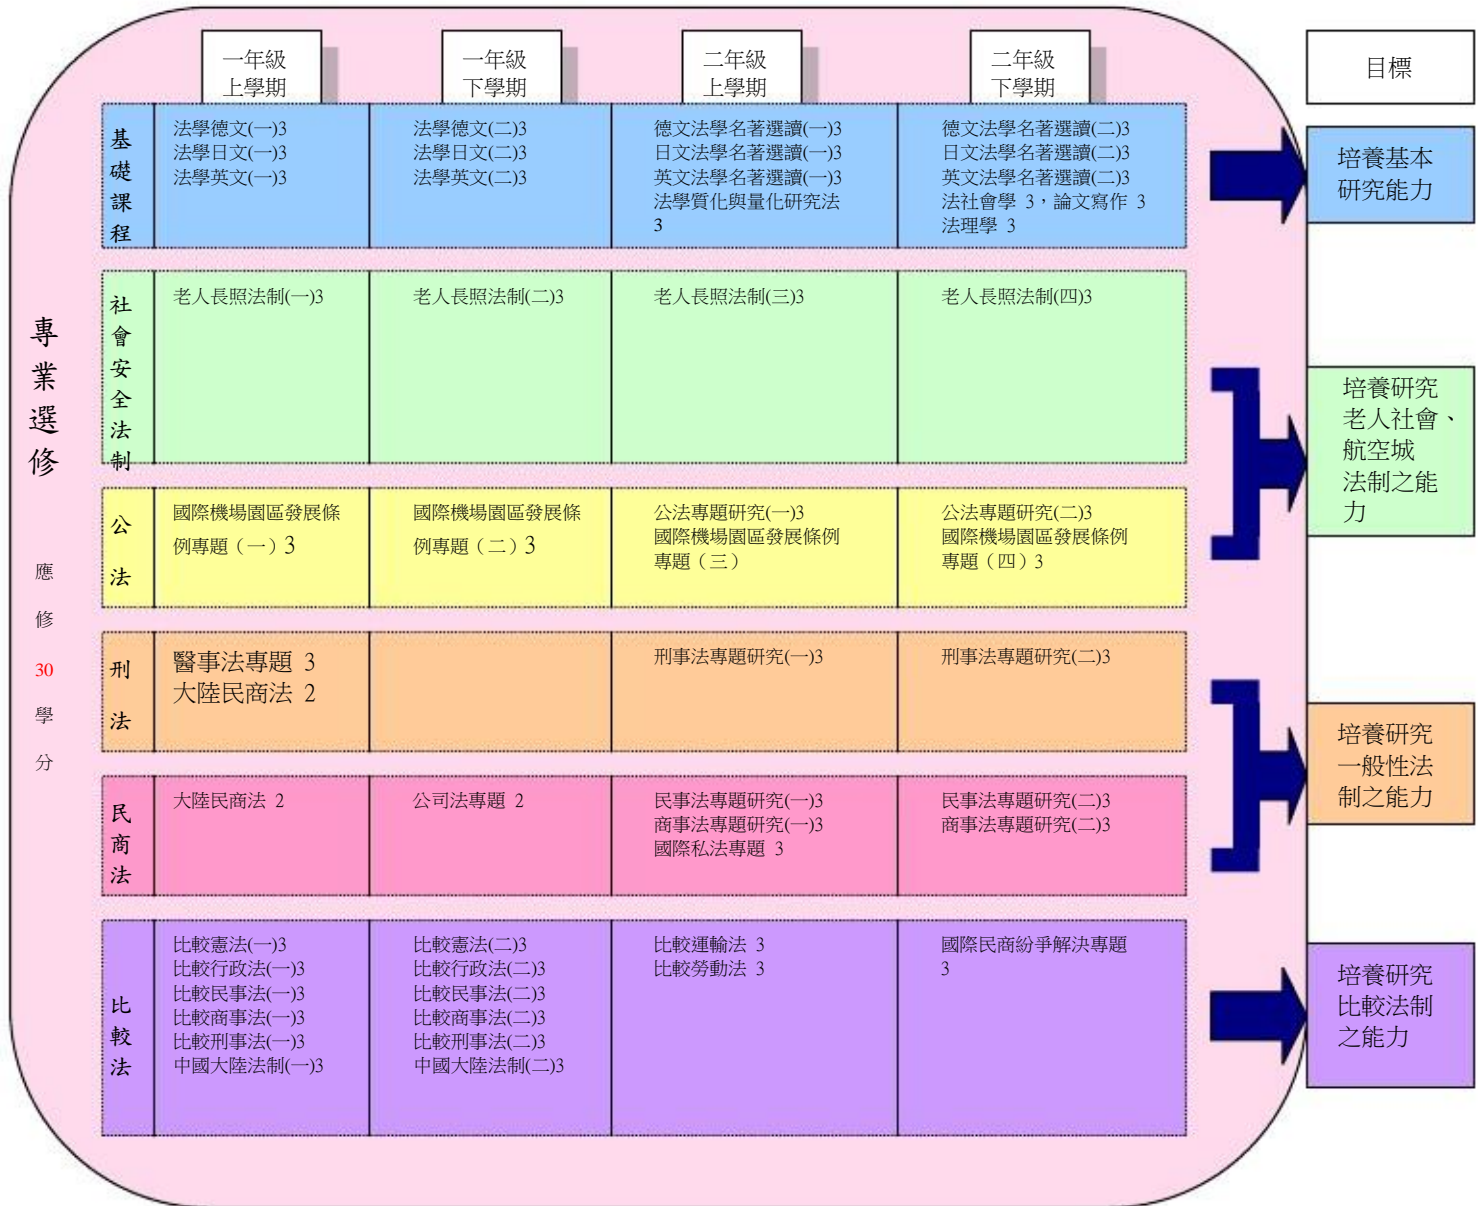 一年級
上學期
一年級
下學期
二年級
上學期
二年級
下學期
目標
專業選修
應修30學分
基礎課程
法學德文(一)3
法學日文(一)3
法學英文(一)3
法學德文(二)3
法學日文(二)3
法學英文(二)3
德文法學名著選讀(一)3
日文法學名著選讀(一)3
英文法學名著選讀(一)3
法學質化與量化研究法
3
德文法學名著選讀(二)3
日文法學名著選讀(二)3
英文法學名著選讀(二)3
法社會學 3，論文寫作 3
法理學 3
培養基本
研究能力
社會安全法制
老人長照法制(一)3
老人長照法制(二)3
老人長照法制(三)3
老人長照法制(四)3
培養研究
老人社會、
航空城
法制之能
力
公法
國際機場園區發展條
例專題（一）3
國際機場園區發展條
例專題（二）3
公法專題研究(一)3
國際機場園區發展條例
專題（三）
公法專題研究(二)3
國際機場園區發展條例
專題（四）3
刑法
醫事法專題 3
大陸民商法 2
刑事法專題研究(一)3
刑事法專題研究(二)3
培養研究
一般性法
制之能力
民商法
大陸民商法 2
公司法專題 2
民事法專題研究(一)3
商事法專題研究(一)3
國際私法專題 3
民事法專題研究(二)3
商事法專題研究(二)3
比較法
比較憲法(一)3
比較行政法(一)3
比較民事法(一)3
比較商事法(一)3
比較刑事法(一)3
中國大陸法制(一)3
比較憲法(二)3
比較行政法(二)3
比較民事法(二)3
比較商事法(二)3
比較刑事法(二)3
中國大陸法制(二)3
比較運輸法 3
比較勞動法 3
國際民商紛爭解決專題
3
培養研究
比較法制
之能力